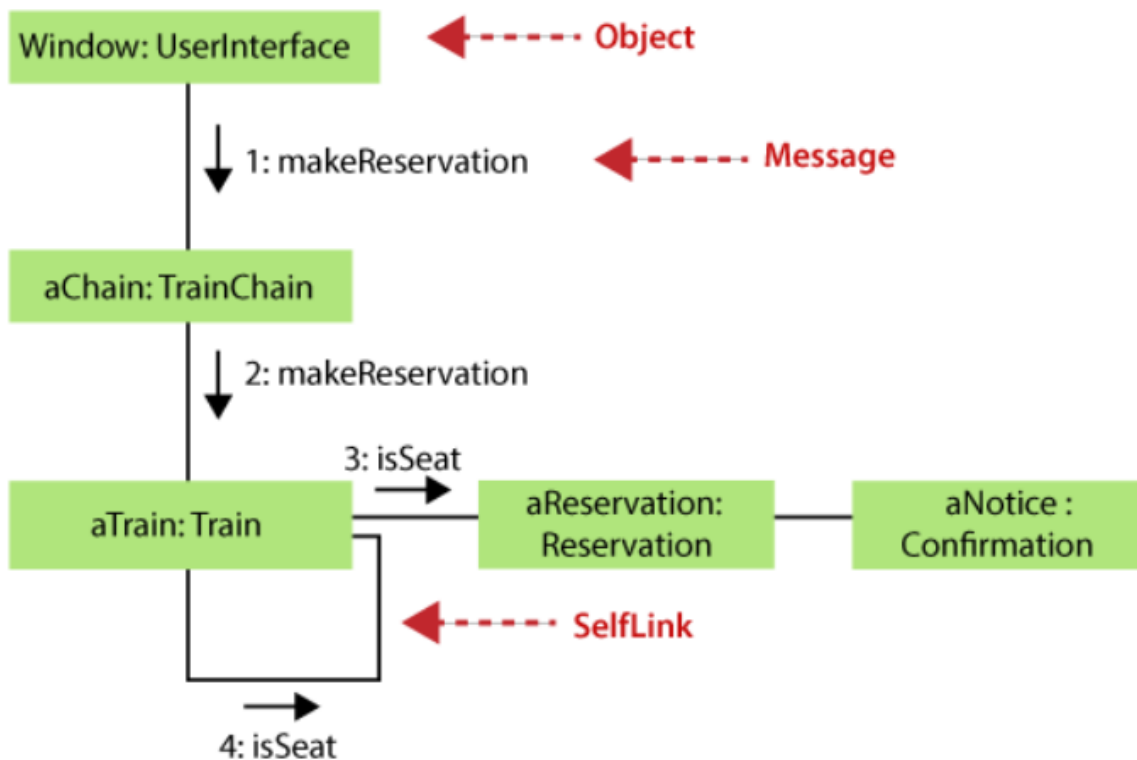 Window: UserInterface
Object
1: makeReservation
Message
aChain: TrainChain
2: makeReservation
3: isSeat
aTrain: Train
aReservation:
Reservation
aNotice :
Confirmation
SelfLink
4: isSeat